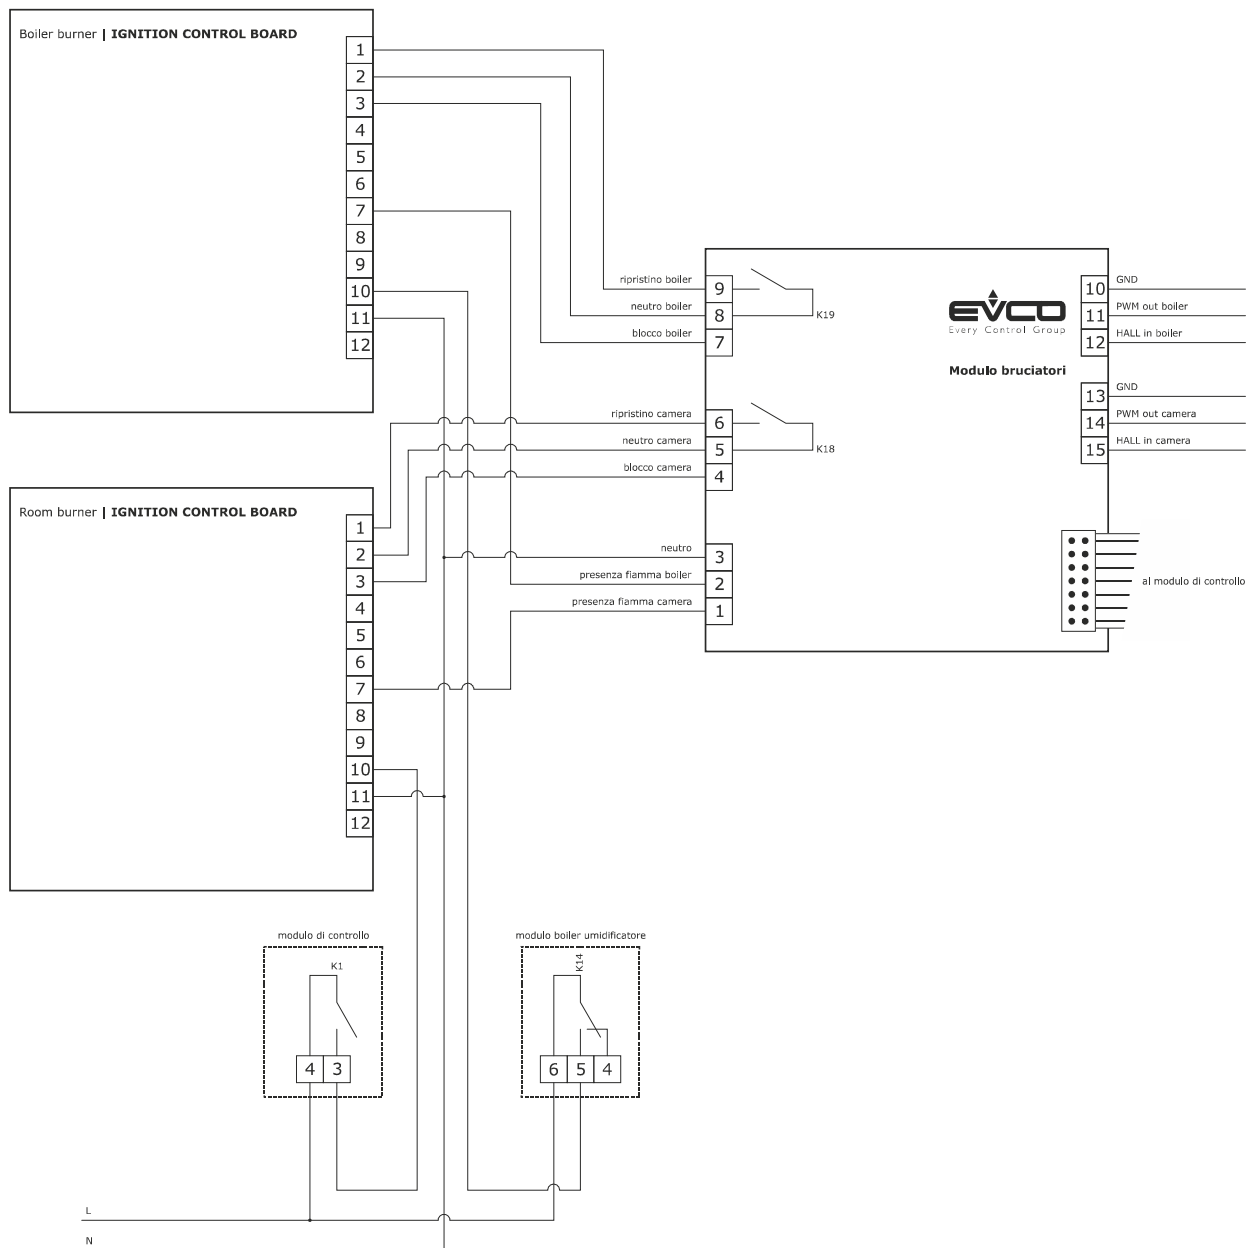 Boiler burner | IGNITION CONTROL BOARD
1
2
3
4
5
6
7
8
9
10
11
12
Room burner | IGNITION CONTROL BOARD
1
2
3
4
5
6
7
8
9
10
11
12
ripristino boiler
neutro boiler
blocco boiler
ripristino camera
neutro camera
blocco camera
neutro
presenza fiamma boiler
presenza fiamma camera
9
8
7
6
5
4
3
2
1
K19
K18
EVCO
Every Control Group
Modulo bruciatori
10
11
12
13
14
15
GND
PWM out boiler
HALL in boiler
GND
PWM out camera
HALL in camera
al modulo di controllo
modulo di controllo
K1
4 3
modulo boiler umidificatore
K14
6 5 4
L
N